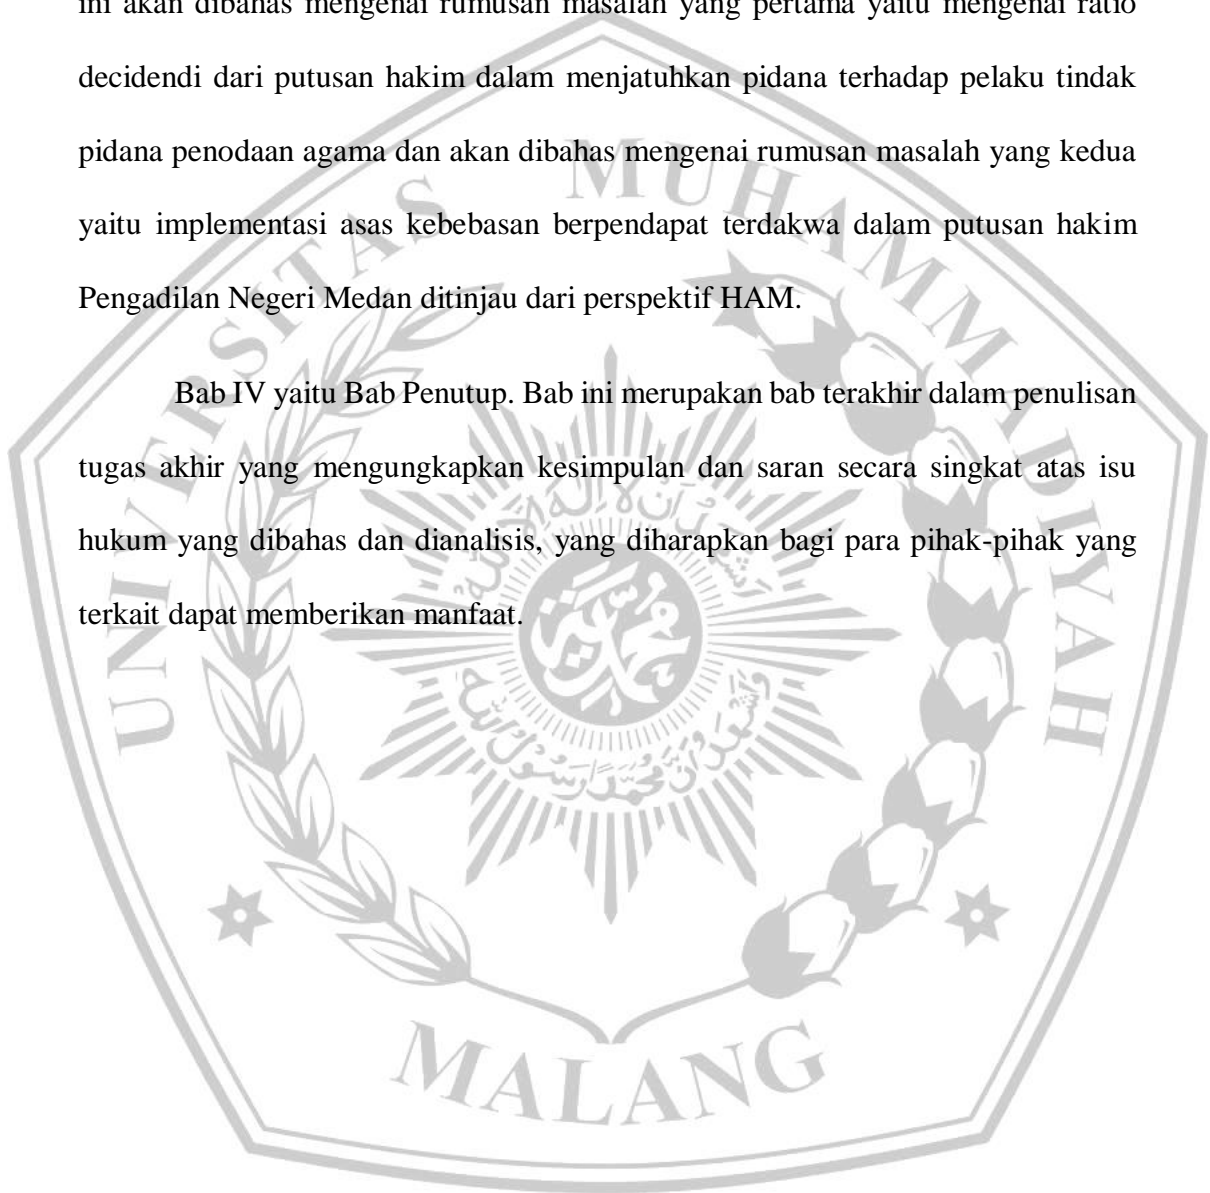 ini akan dibahas mengenai rumusan masalah yang pertama yaitu mengenai ratio
decidendi dari putusan hakim dalam menjatuhkan pidana terhadap pelaku tindak
pidana penodaan agama dan akan dibahas mengenai rumusan masalah yang kedua
yaitu implementasi asas kebebasan berpendapat terdakwa dalam putusan hakim
Pengadilan Negeri Medan ditinjau dari perspektif HAM.
Bab IV yaitu Bab Penutup. Bab ini merupakan bab terakhir dalam penulisan
tugas akhir yang mengungkapkan kesimpulan dan saran secara singkat atas isu
hukum yang dibahas dan dianalisis, yang diharapkan bagi para pihak-pihak yang
terkait dapat memberikan manfaat.
UNIVERSITAS MUHAMMADIYAH
MALANG